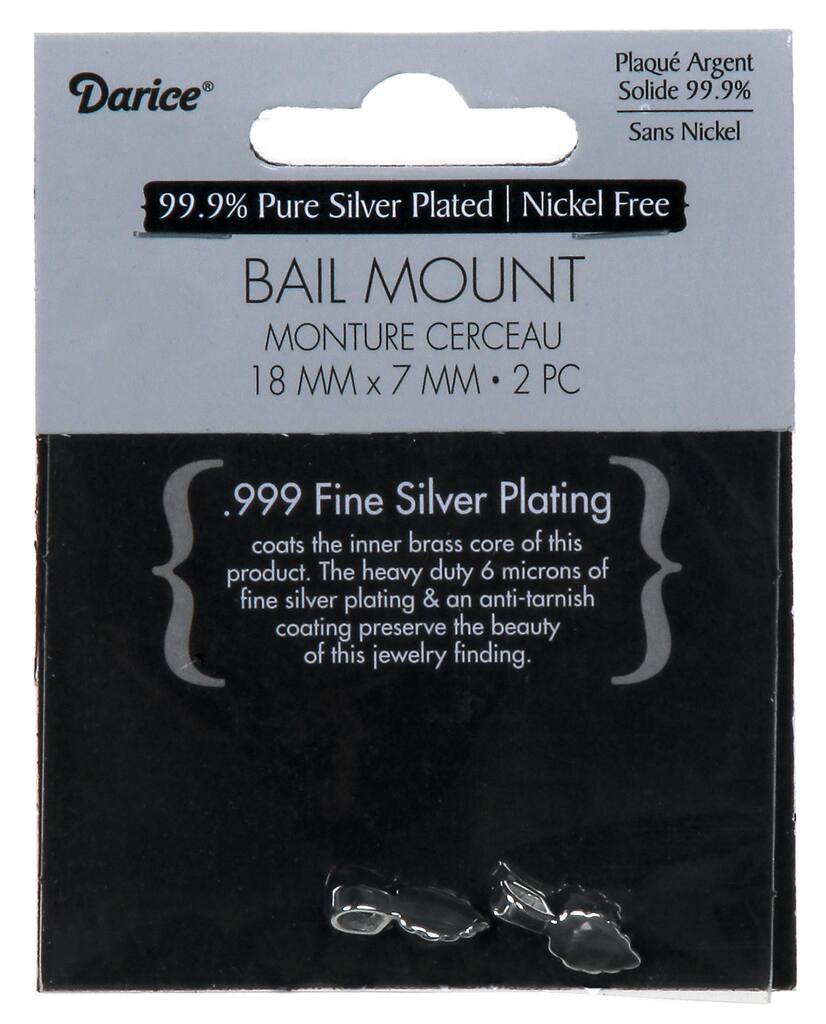 Darice®
Plaqué Argent
Solide 99.9%
Sans Nickel
99.9% Pure Silver Plated | Nickel Free
BAIL MOUNT
MONTURE CERCEAU
18 MM x 7 MM • 2 PC
.999 Fine Silver Plating
coats the inner brass core of this
product. The heavy duty 6 microns of
fine silver plating & an anti-tarnish
coating preserve the beauty
of this jewelry finding.